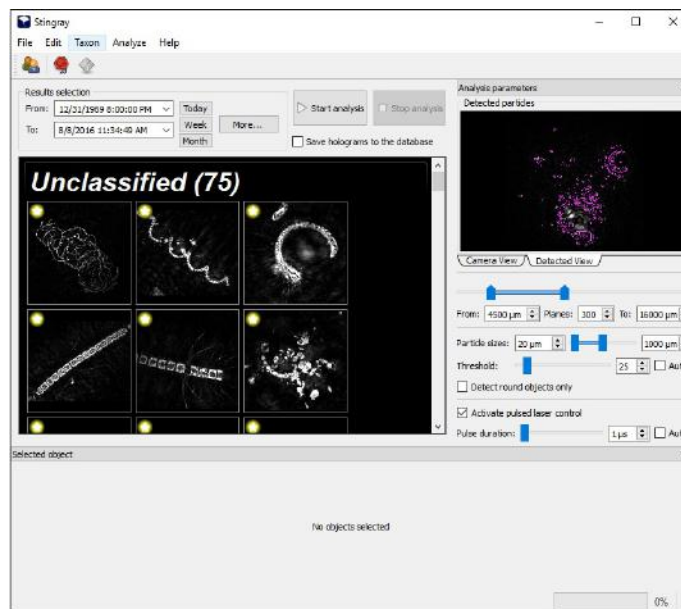 Stingray
File Edit Taxon Analyze Help
Results selection
From: 12/31/1969 8:00:00 PM
To: 8/8/2016 11:34:49 AM
Today
Week
Month
More...
Start analysis
Stop analysis
Save holograms to the database
Unclassified (75)
Analysis parameters
Detected particles
Camera View
Detected View
From: 4500 µm Planes: 300 To: 16000 µm
Particle sizes: 20 µm 1000 µm
Threshold: 25 Aut
Detect round objects only
Activate pulsed laser control
Pulse duration: 1 µs Aut
Selected object
No objects selected
0%